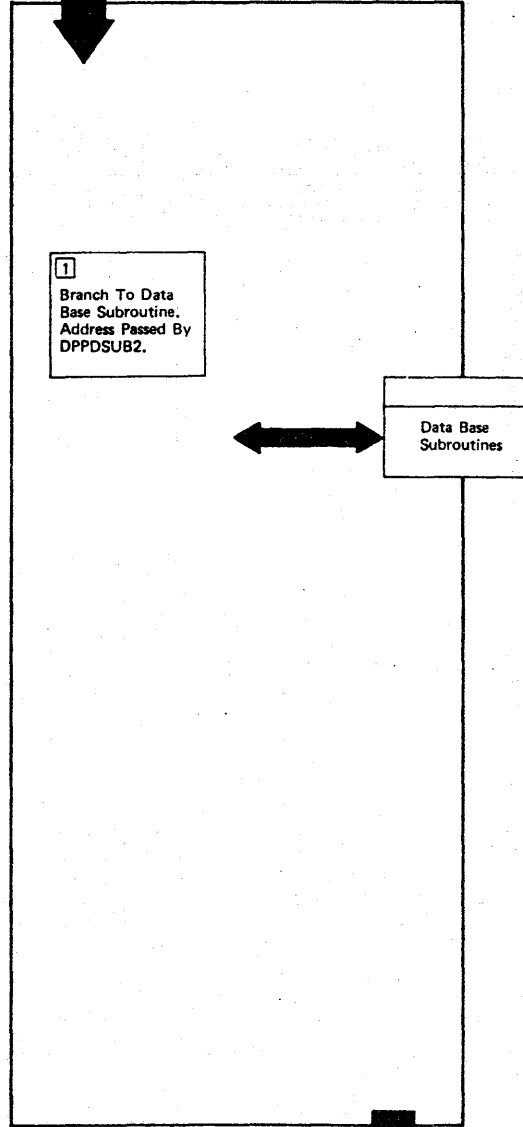 1
Branch To Data
Base Subroutine.
Address Passed By
DPPDSUB2.
Data Base
Subroutines